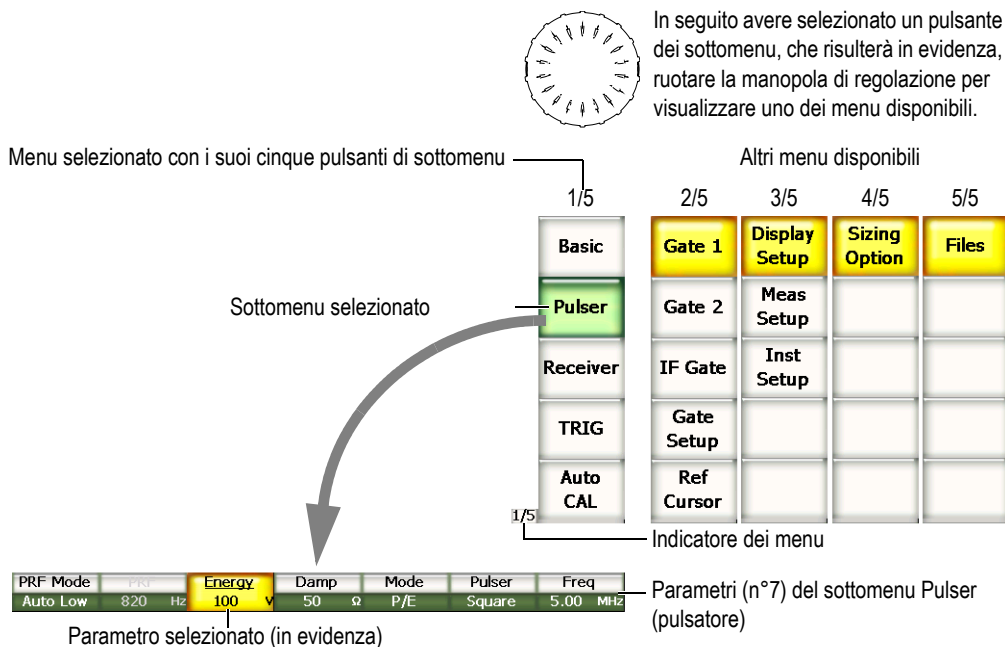 In seguito avere selezionato un pulsante
dei sottomenu, che risulterà in evidenza,
ruotare la manopola di regolazione per
visualizzare uno dei menu disponibili.
Menu selezionato con i suoi cinque pulsanti di sottomenu
Altri menu disponibili
1/5 2/5 3/5 4/5 5/5
Basic
Pulser
Receiver
TRIG
Auto
CAL
Gate 1
Gate 2
IF Gate
Gate
Setup
Ref
Cursor
Display
Setup
Meas
Setup
Inst
Setup
Sizing
Option
Files
Sottomenu selezionato
1/5
Indicatore dei menu
PRF Mode PRF Energy Damp Mode Pulser Freq
Auto Low 820 Hz 100 V 50 Ω P/E Square 5.00 MHz
Parametri (n°7) del sottomenu Pulser
(pulsatore)
Parametro selezionato (in evidenza)